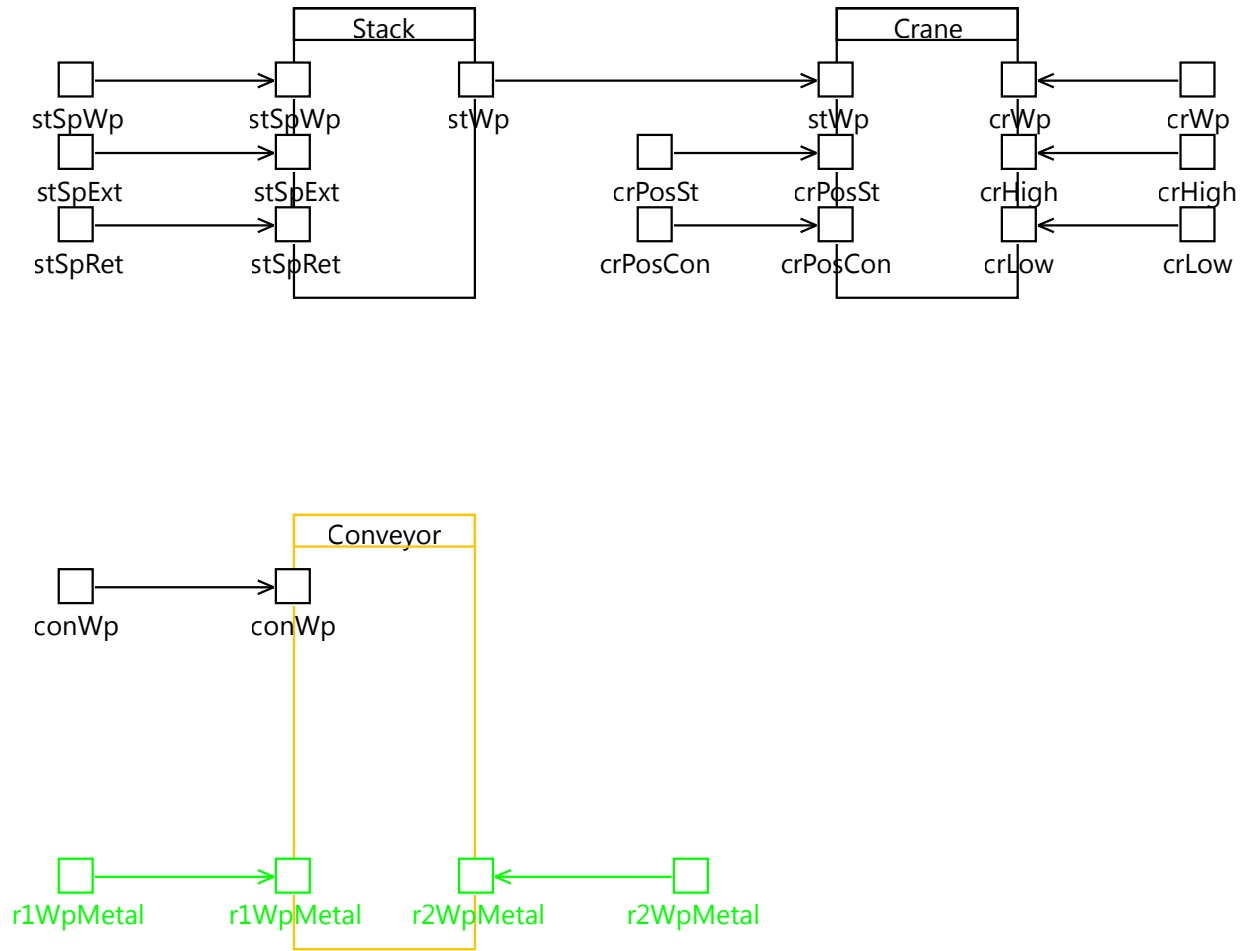 Stack
Crane
stSpWp stSpWp stWp stWp crWp crWp
stSpExt stSpExt crPosSt crPosSt crHigh crHigh
stSpRet stSpRet crPosCon crPosCon crLow crLow
Conveyor
conWp conWp
r1WpMetal r1WpMetal r2WpMetal r2WpMetal